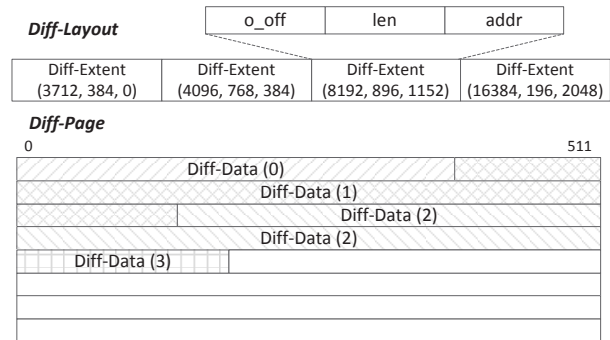 Diff-Layout
o_off len addr
Diff-Extent Diff-Extent Diff-Extent Diff-Extent
(3712, 384, 0) (4096, 768, 384) (8192, 896, 1152) (16384, 196, 2048)
Diff-Page
0 511
Diff-Data (0)
Diff-Data (1)
Diff-Data (2)
Diff-Data (2)
Diff-Data (3)